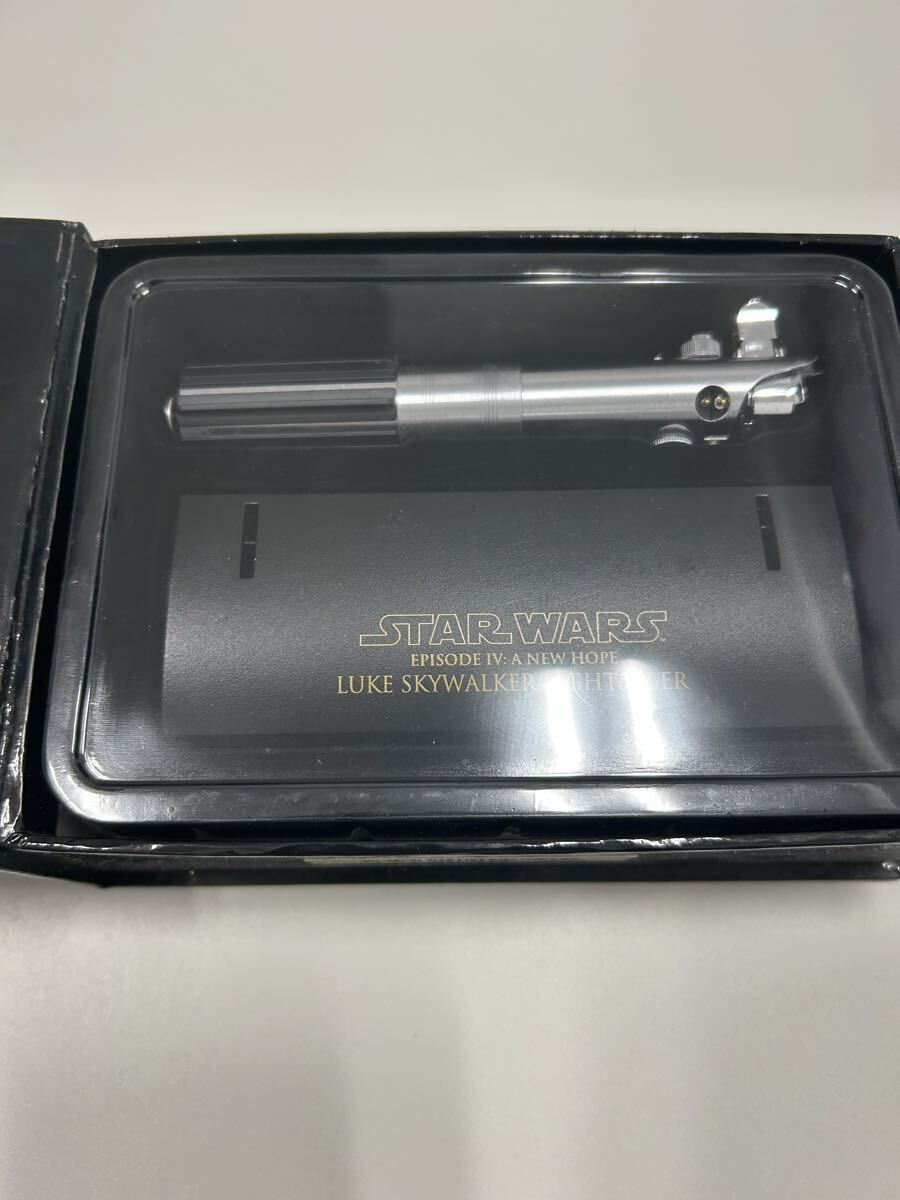 STAR WARS
EPISODE IV: A NEW HOPE
LUKE SKYWALKER